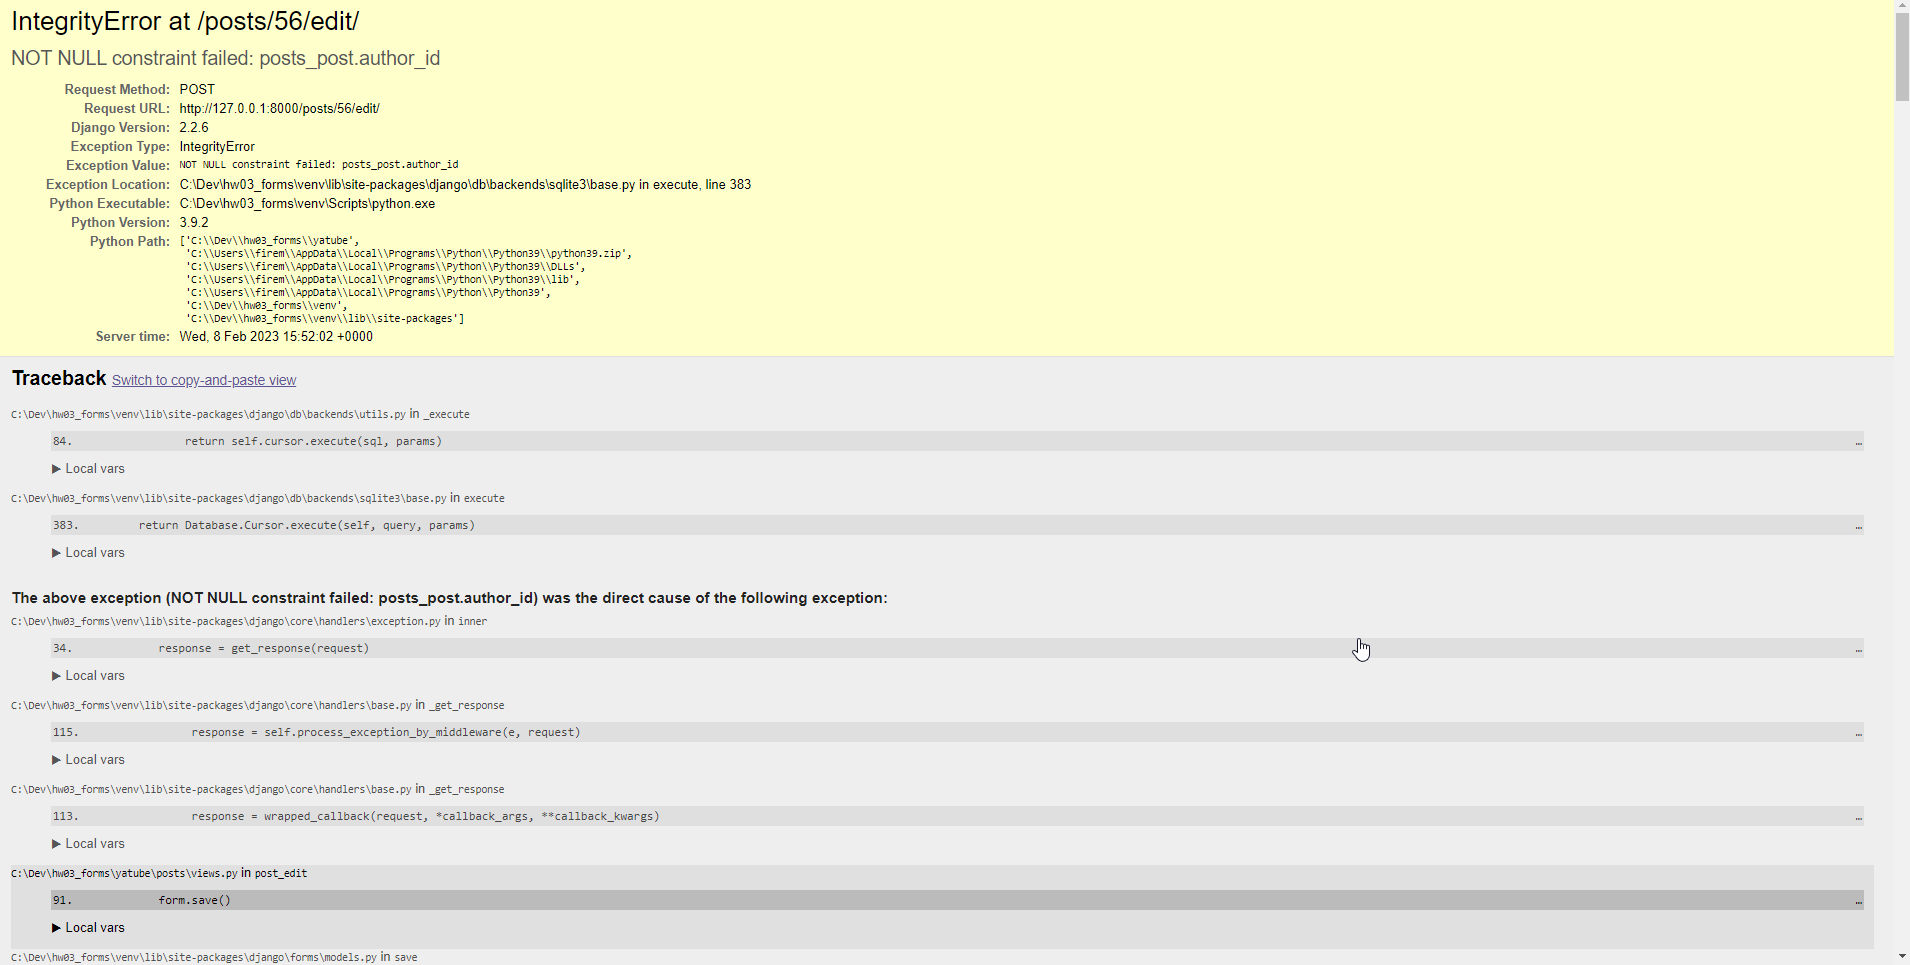 IntegrityError at /posts/56/edit/
NOT NULL constraint failed: posts_post.author_id
Request Method: POST
Request URL: http://127.0.0.1:8000/posts/56/edit/
Django Version: 2.2.6
Exception Type: IntegrityError
Exception Value: NOT NULL constraint failed: posts_post.author_id
Exception Location: C:\Dev\hw03_forms\venv\lib\site-packages\django\db\backends\sqlite3\base.py in execute, line 383
Python Executable: C:\Dev\hw03_forms\venv\Scripts\python.exe
Python Version: 3.9.2
Python Path: ['C:\\Dev\\hw03_forms\\yatube',
'C:\\Users\\firem\\AppData\\Local\\Programs\\Python\\Python39\\python39.zip',
'C:\\Users\\firem\\AppData\\Local\\Programs\\Python\\Python39\\DLLs',
'C:\\Users\\firem\\AppData\\Local\\Programs\\Python\\Python39\\lib',
'C:\\Users\\firem\\AppData\\Local\\Programs\\Python\\Python39',
'C:\\Dev\\hw03_forms\\venv',
'C:\\Dev\\hw03_forms\\venv\\lib\\site-packages']
Server time: Wed, 8 Feb 2023 15:52:02 +0000
Traceback Switch to copy-and-paste view
C:\Dev\hw03_forms\venv\lib\site-packages\django\db\backends\utils.py in _execute
84. return self.cursor.execute(sql, params) …
▶ Local vars
C:\Dev\hw03_forms\venv\lib\site-packages\django\db\backends\sqlite3\base.py in execute
383. return Database.Cursor.execute(self, query, params) …
▶ Local vars
The above exception (NOT NULL constraint failed: posts_post.author_id) was the direct cause of the following exception:
C:\Dev\hw03_forms\venv\lib\site-packages\django\core\handlers\exception.py in inner
34. response = get_response(request) …
▶ Local vars
C:\Dev\hw03_forms\venv\lib\site-packages\django\core\handlers\base.py in _get_response
115. response = self.process_exception_by_middleware(e, request) …
▶ Local vars
C:\Dev\hw03_forms\venv\lib\site-packages\django\core\handlers\base.py in _get_response
113. response = wrapped_callback(request, *callback_args, **callback_kwargs) …
▶ Local vars
C:\Dev\hw03_forms\yatube\posts\views.py in post_edit
91. form.save() …
▶ Local vars
C:\Dev\hw03_forms\venv\lib\site-packages\django\forms\models.py in save